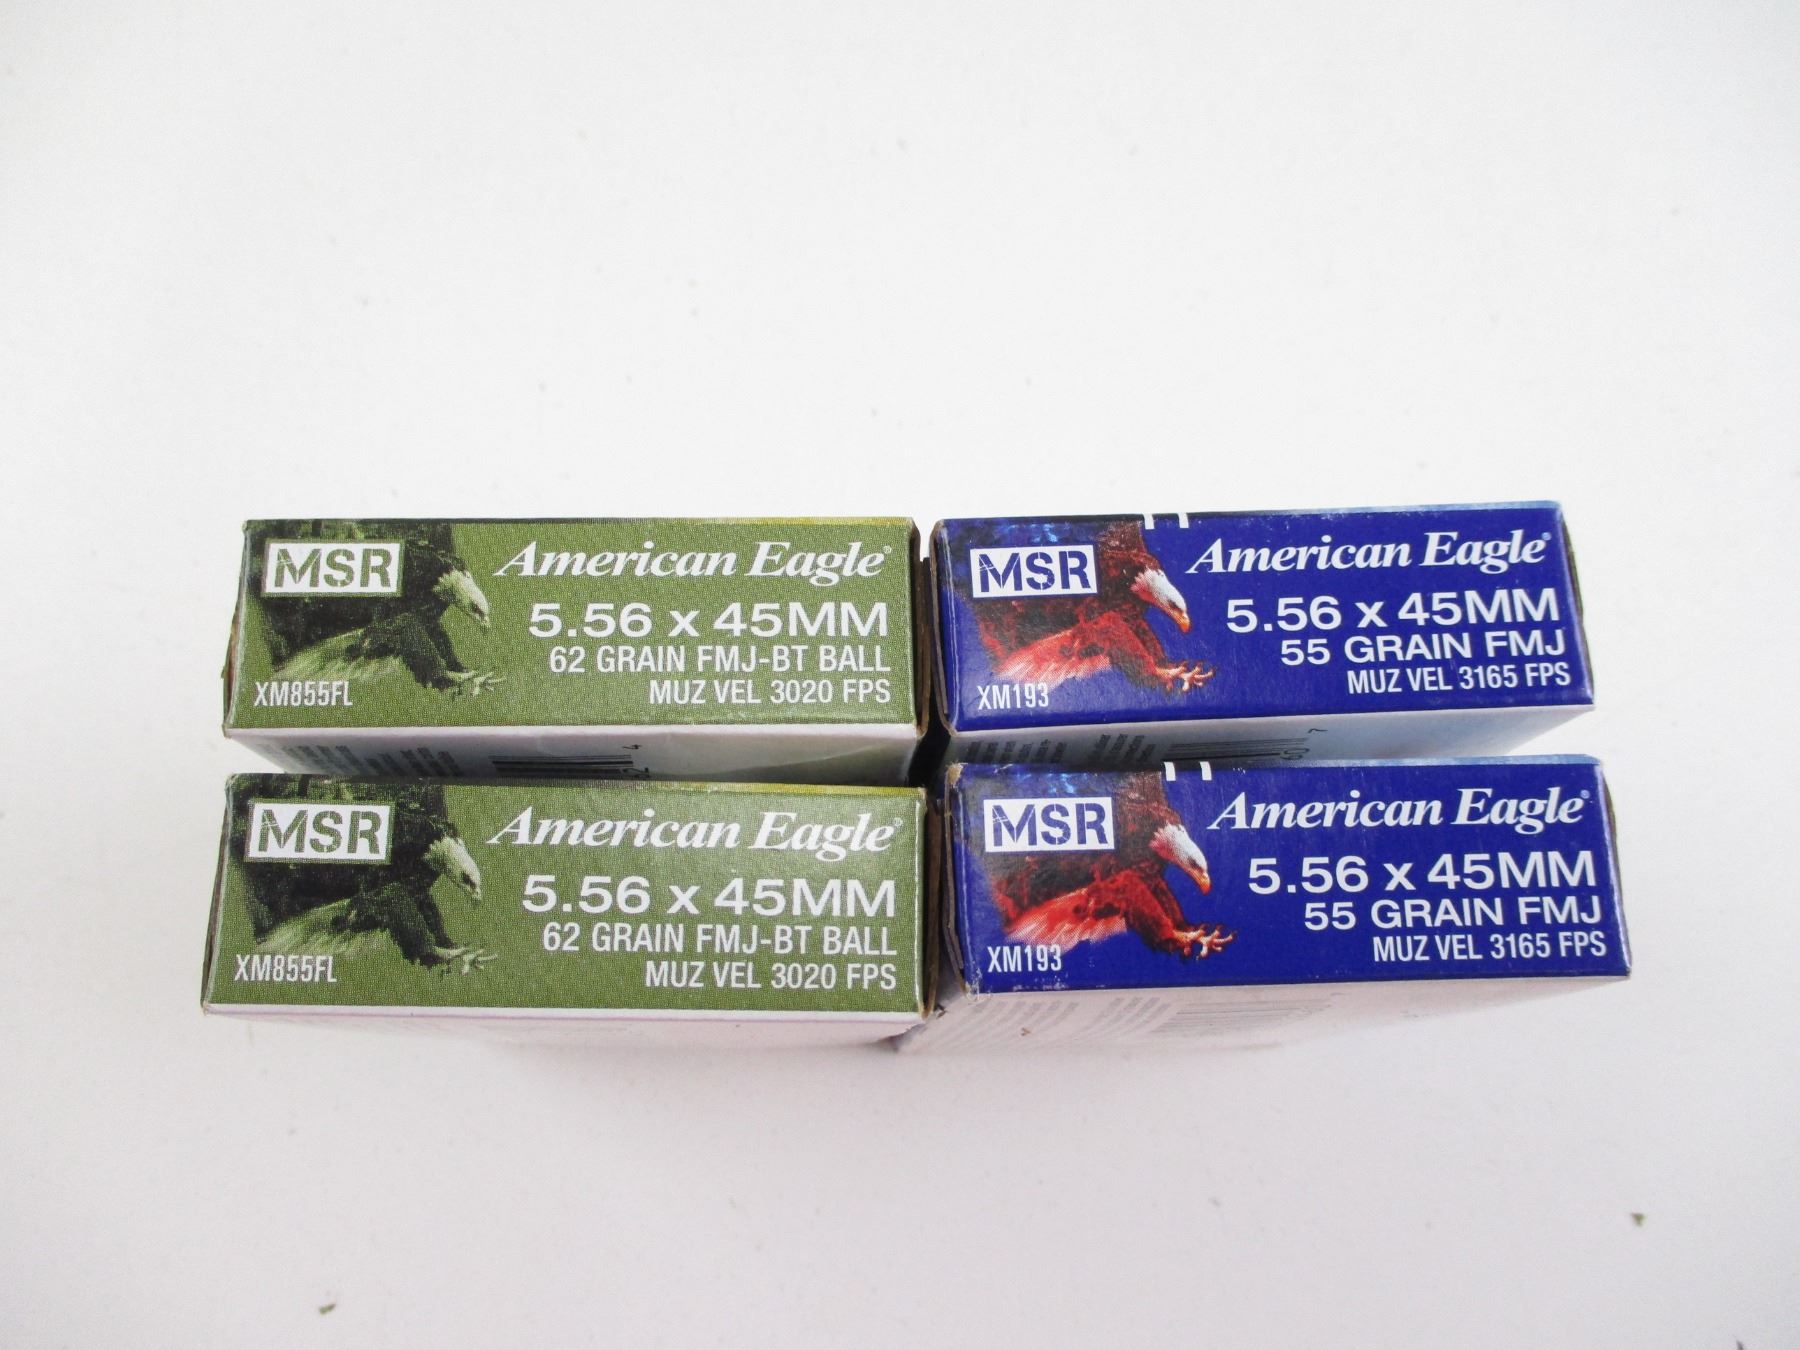 MSR
American Eagle®
5.56 x 45MM
62 GRAIN FMJ-BT BALL
XM855FL
MUZ VEL 3020 FPS
MSR
American Eagle®
5.56 x 45MM
55 GRAIN FMJ
XM193
MUZ VEL 3165 FPS
MSR
American Eagle®
5.56 x 45MM
62 GRAIN FMJ-BT BALL
XM855FL
MUZ VEL 3020 FPS
MSR
American Eagle®
5.56 x 45MM
55 GRAIN FMJ
XM193
MUZ VEL 3165 FPS